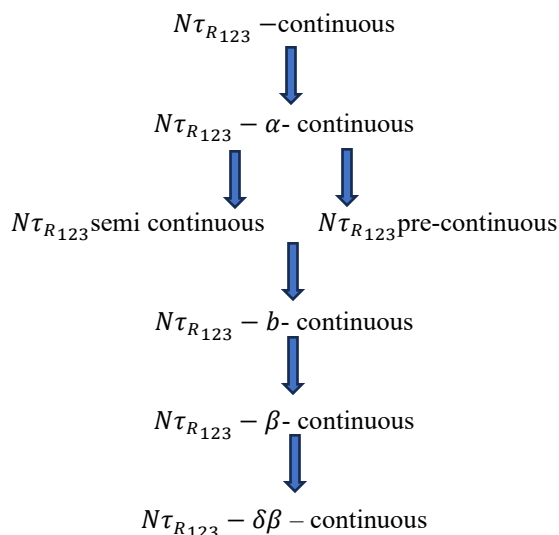 𝑁𝜏_{𝑅_{123}} −continuous
𝑁𝜏_{𝑅_{123}} − 𝛼- continuous
𝑁𝜏_{𝑅_{123}}semi continuous 𝑁𝜏_{𝑅_{123}}pre-continuous
𝑁𝜏_{𝑅_{123}} − 𝑏- continuous
𝑁𝜏_{𝑅_{123}} − 𝛽- continuous
𝑁𝜏_{𝑅_{123}} − 𝛿𝛽 – continuous